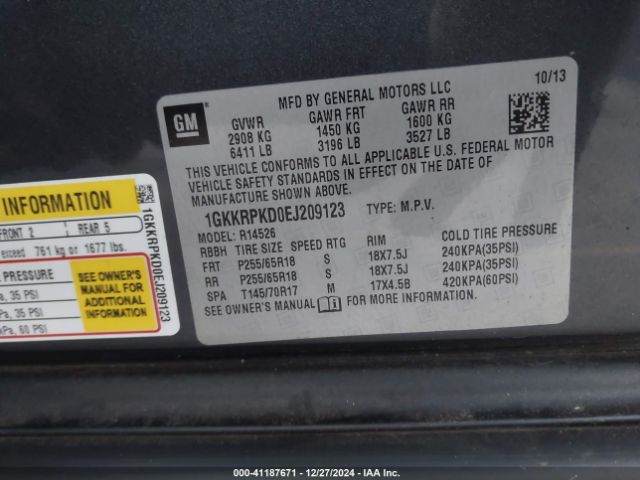 10/13
MFD BY GENERAL MOTORS LLC
GM
GVWR GAWR FRT GAWR RR
2908 KG 1450 KG 1600 KG
6411 LB 3196 LB 3527 LB
THIS VEHICLE CONFORMS TO ALL APPLICABLE U.S. FEDERAL MOTOR
VEHICLE SAFETY STANDARDS IN EFFECT ON THE DATE OF
MANUFACTURE SHOWN ABOVE.
1GKKRPKD0EJ209123 TYPE: M.P.V.
MODEL: R14526
RBBH TIRE SIZE SPEED RTG RIM COLD TIRE PRESSURE
FRT P255/65R18 S 18X7.5J 240KPA(35PSI)
RR P255/65R18 S 18X7.5J 240KPA(35PSI)
SPA T145/70R17 M 17X4.5B 420KPA(60PSI)
SEE OWNER'S MANUAL FOR MORE INFORMATION.
INFORMATION
FRONT 2 REAR 5
exceed 761 kg or 1677 lbs.
PRESSURE
35 PSI
35 PSI
60 PSI
SEE OWNER'S
MANUAL FOR
ADDITIONAL
INFORMATION
1GKKRPKD0EJ209123
000-41187671 - 12/27/2024 - IAAI.com